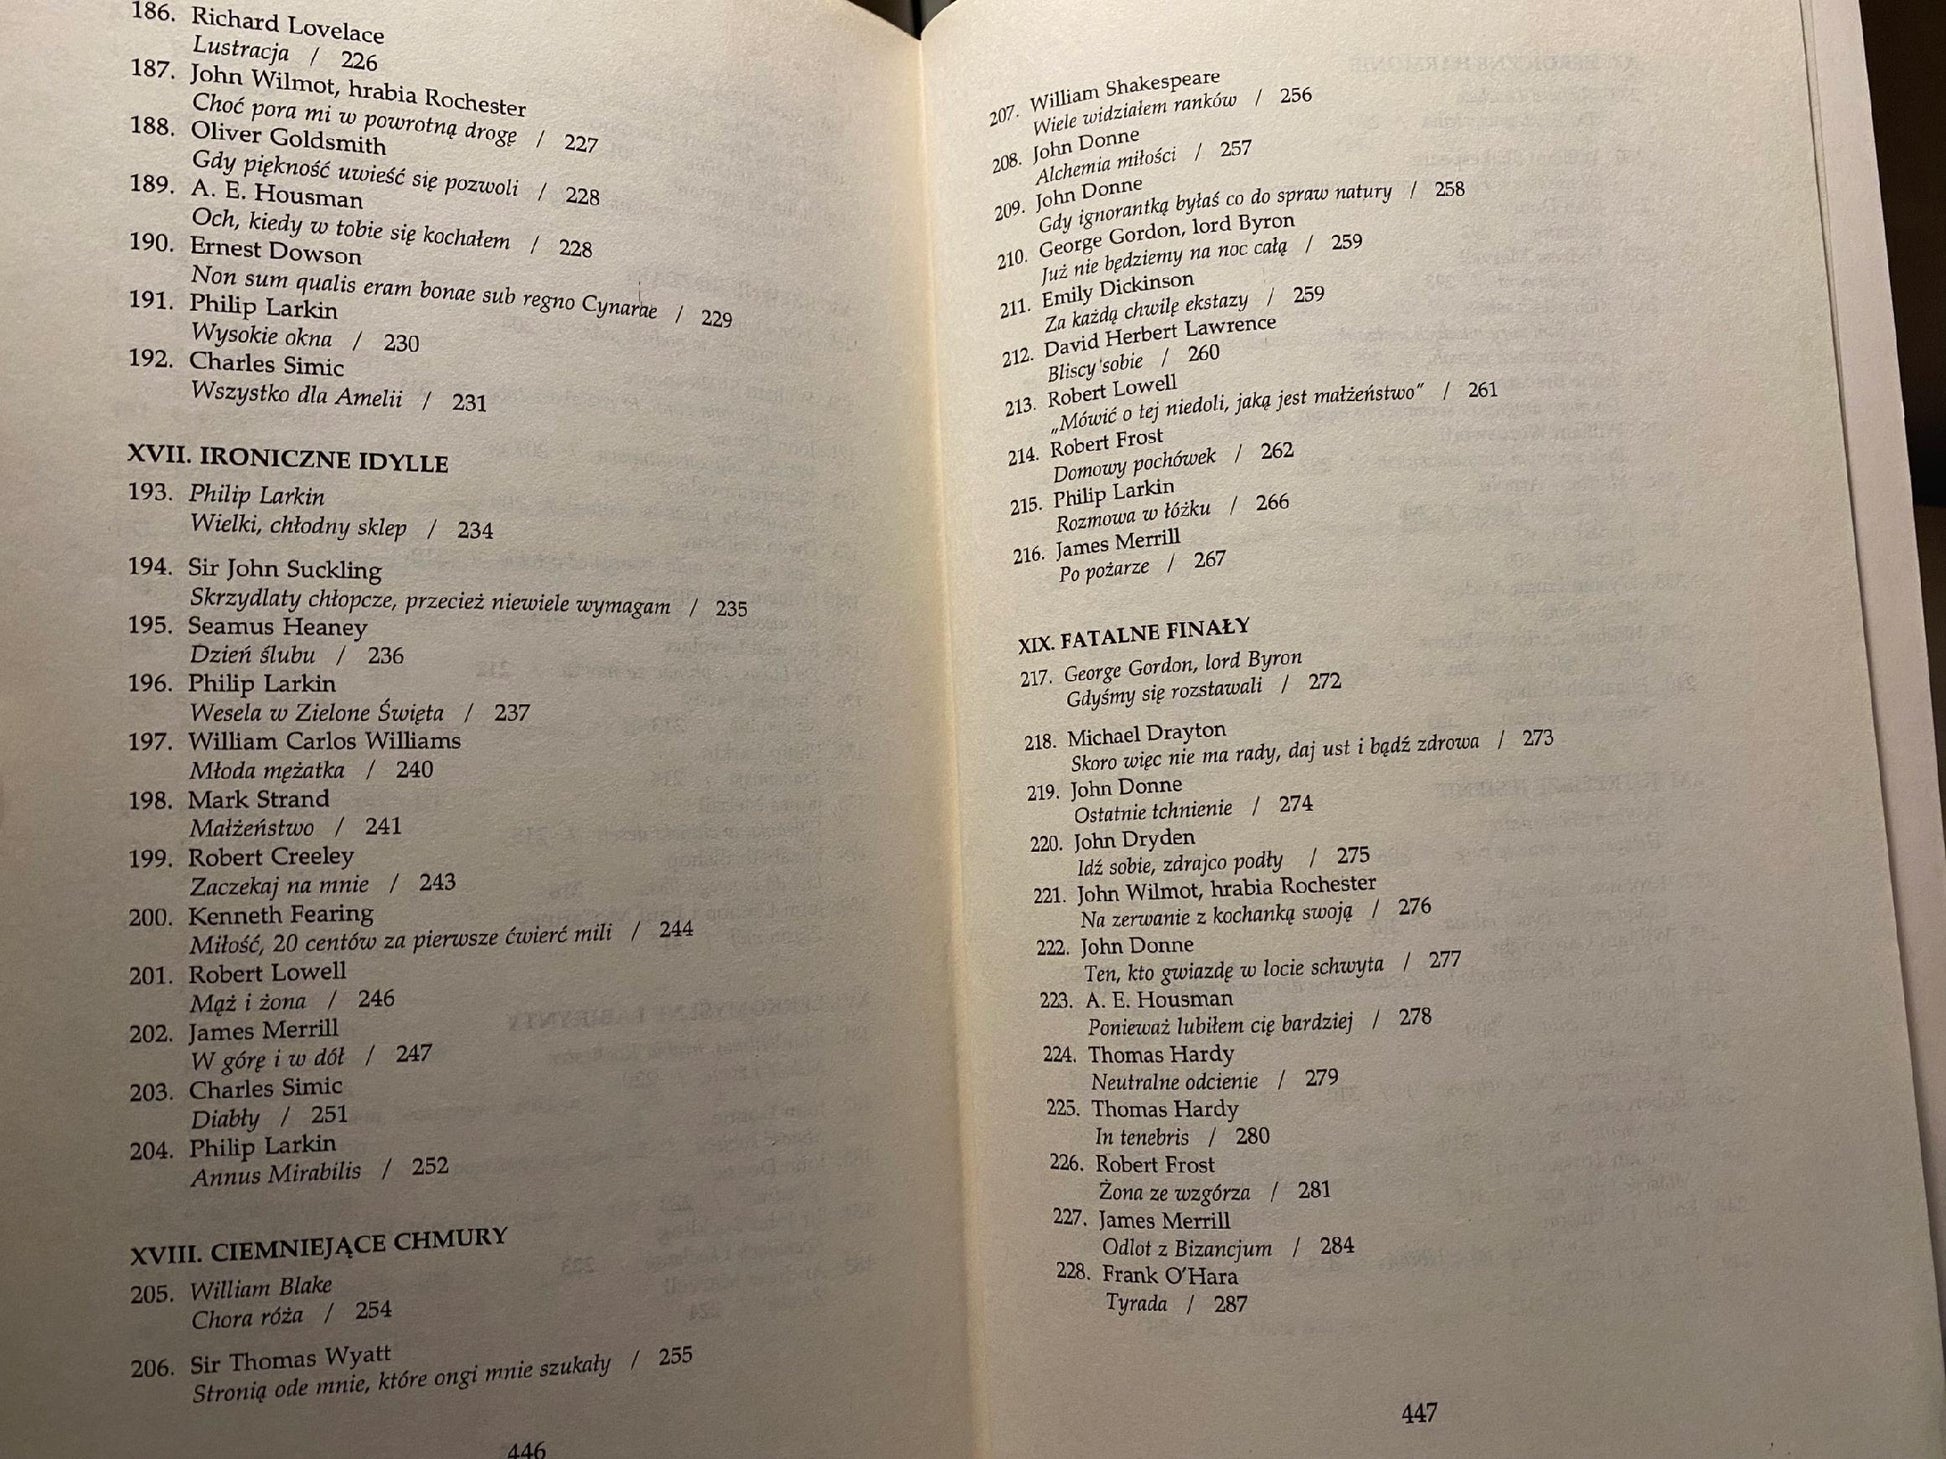 186. Richard Lovelace
Lustracja / 226
187. John Wilmot, hrabia Rochester
Choć pora mi w powrotną drogę / 227
188. Oliver Goldsmith
Gdy piękność uwieść się pozwoli / 228
189. A. E. Housman
Och, kiedy w tobie się kochałem / 228
190. Ernest Dowson
Non sum qualis eram bonae sub regno Cynarae / 229
191. Philip Larkin
Wysokie okna / 230
192. Charles Simic
Wszystko dla Amelii / 231
XVII. IRONICZNE IDYLLE
193. Philip Larkin
Wielki, chłodny sklep / 234
194. Sir John Suckling
Skrzydlaty chłopcze, przecież niewiele wymagam / 235
195. Seamus Heaney
Dzień ślubu / 236
196. Philip Larkin
Wesela w Zielone Święta / 237
197. William Carlos Williams
Młoda mężatka / 240
198. Mark Strand
Małżeństwo / 241
199. Robert Creeley
Zaczekaj na mnie / 243
200. Kenneth Fearing
Miłość, 20 centów za pierwsze ćwierć mili / 244
201. Robert Lowell
Mąż i żona / 246
202. James Merrill
W górę i w dół / 247
203. Charles Simic
Diabły / 251
204. Philip Larkin
Annus Mirabilis / 252
XVIII. CIEMNIEJĄCE CHMURY
205. William Blake
Chora róża / 254
206. Sir Thomas Wyatt
Stronią ode mnie, które ongi mnie szukały / 255
446
207. William Shakespeare
Wiele widziałem ranków / 256
208. John Donne
Alchemia miłości / 257
209. John Donne
Gdy ignorantką byłaś co do spraw natury / 258
210. George Gordon, lord Byron
Już nie będziemy na noc całą / 259
211. Emily Dickinson
Za każdą chwilę ekstazy / 259
212. David Herbert Lawrence
Bliscy sobie / 260
213. Robert Lowell
„Mówić o tej niedoli, jaką jest małżeństwo" / 261
214. Robert Frost
Domowy pochówek / 262
215. Philip Larkin
Rozmowa w łóżku / 266
216. James Merrill
Po pożarze / 267
XIX. FATALNE FINAŁY
217. George Gordon, lord Byron
Gdyśmy się rozstawali / 272
218. Michael Drayton
Skoro więc nie ma rady, daj ust i bądź zdrowa / 273
219. John Donne
Ostatnie tchnienie / 274
220. John Dryden
Idź sobie, zdrajco podły / 275
221. John Wilmot, hrabia Rochester
Na zerwanie z kochanką swoją / 276
222. John Donne
Ten, kto gwiazdę w locie schwyta / 277
223. A. E. Housman
Ponieważ lubiłem cię bardziej / 278
224. Thomas Hardy
Neutralne odcienie / 279
225. Thomas Hardy
In tenebris / 280
226. Robert Frost
Żona ze wzgórza / 281
227. James Merrill
Odlot z Bizancjum / 284
228. Frank O'Hara
Tyrada / 287
447